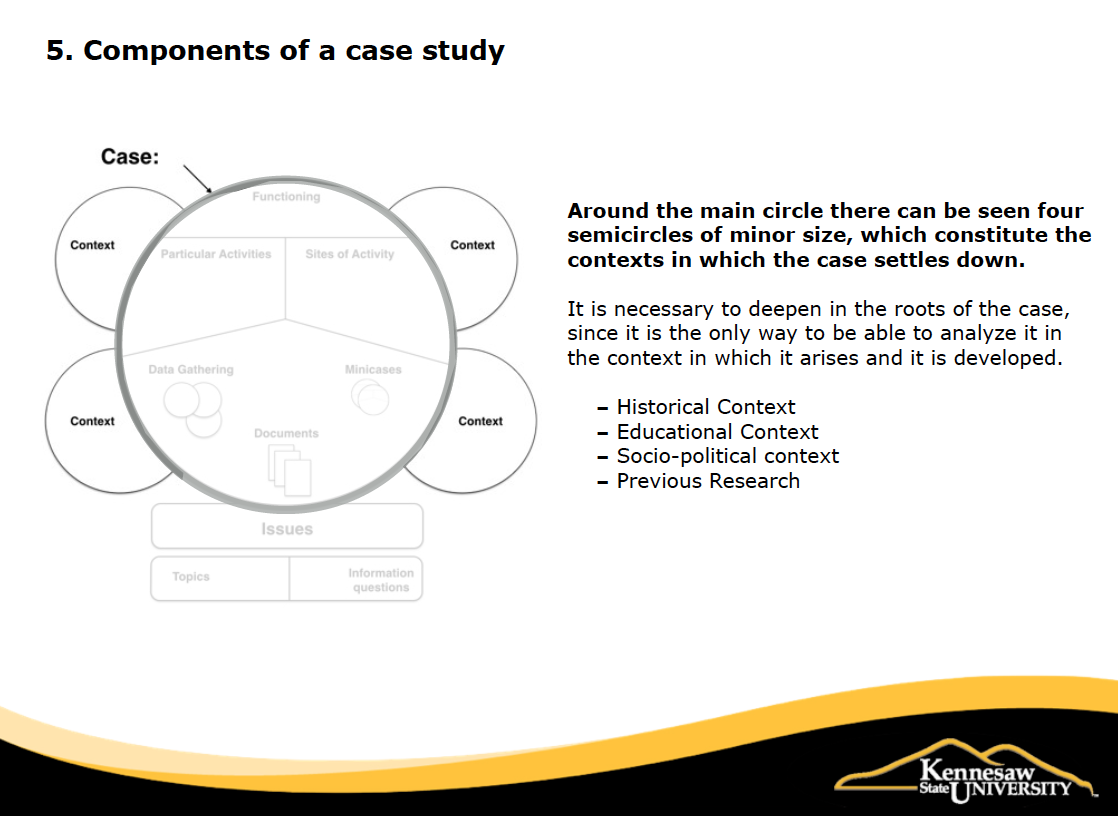 5. Components of a case study
Case:
Functioning
Context
Context
Particular Activities
Sites of Activity
Data Gathering
Minicases
Context
Context
Documents
Issues
Topics
Information
questions
Around the main circle there can be seen four
semicircles of minor size, which constitute the
contexts in which the case settles down.
It is necessary to deepen in the roots of the case,
since it is the only way to be able to analyze it in
the context in which it arises and it is developed.
– Historical Context
– Educational Context
– Socio-political context
– Previous Research
Kennesaw
State UNIVERSITY